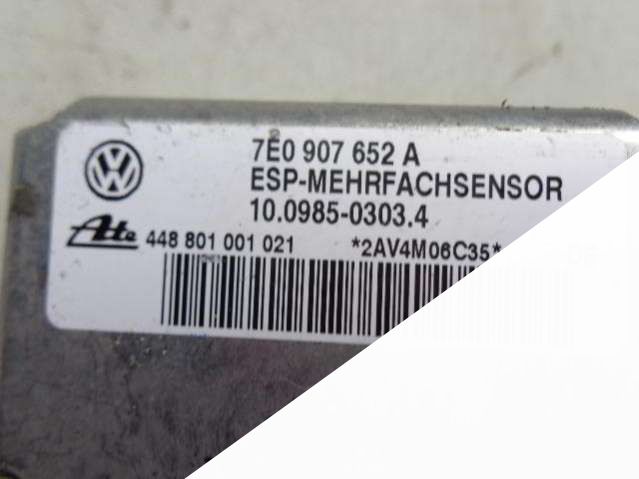 7E0 907 652 A
ESP-MEHRFACHSENSOR
10.0985-0303.4
Ate 448 801 001 021 *2AV4M06C35*